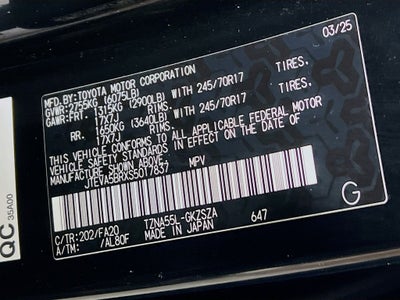 MFD.BY:TOYOTA MOTOR CORPORATION 03/25
GVWR:2755KG (6075LB)
GAWR:FRT. 1315KG (2900LB) WITH 245/70R17 TIRES,
17X7J
RR. 1650KG (3640LB) WITH 245/70R17 TIRES.
17X7J
THIS VEHICLE CONFORMS TO ALL APPLICABLE FEDERAL MOTOR
VEHICLE SAFETY STANDARDS IN EFFECT ON THE DATE OF
MANUFACTURE SHOWN ABOVE.
MPV
C/TR:202/FA20 TZNA55L-GKZSZA 647
A/TM: /AL80F MADE IN JAPAN
G
QC
35A00